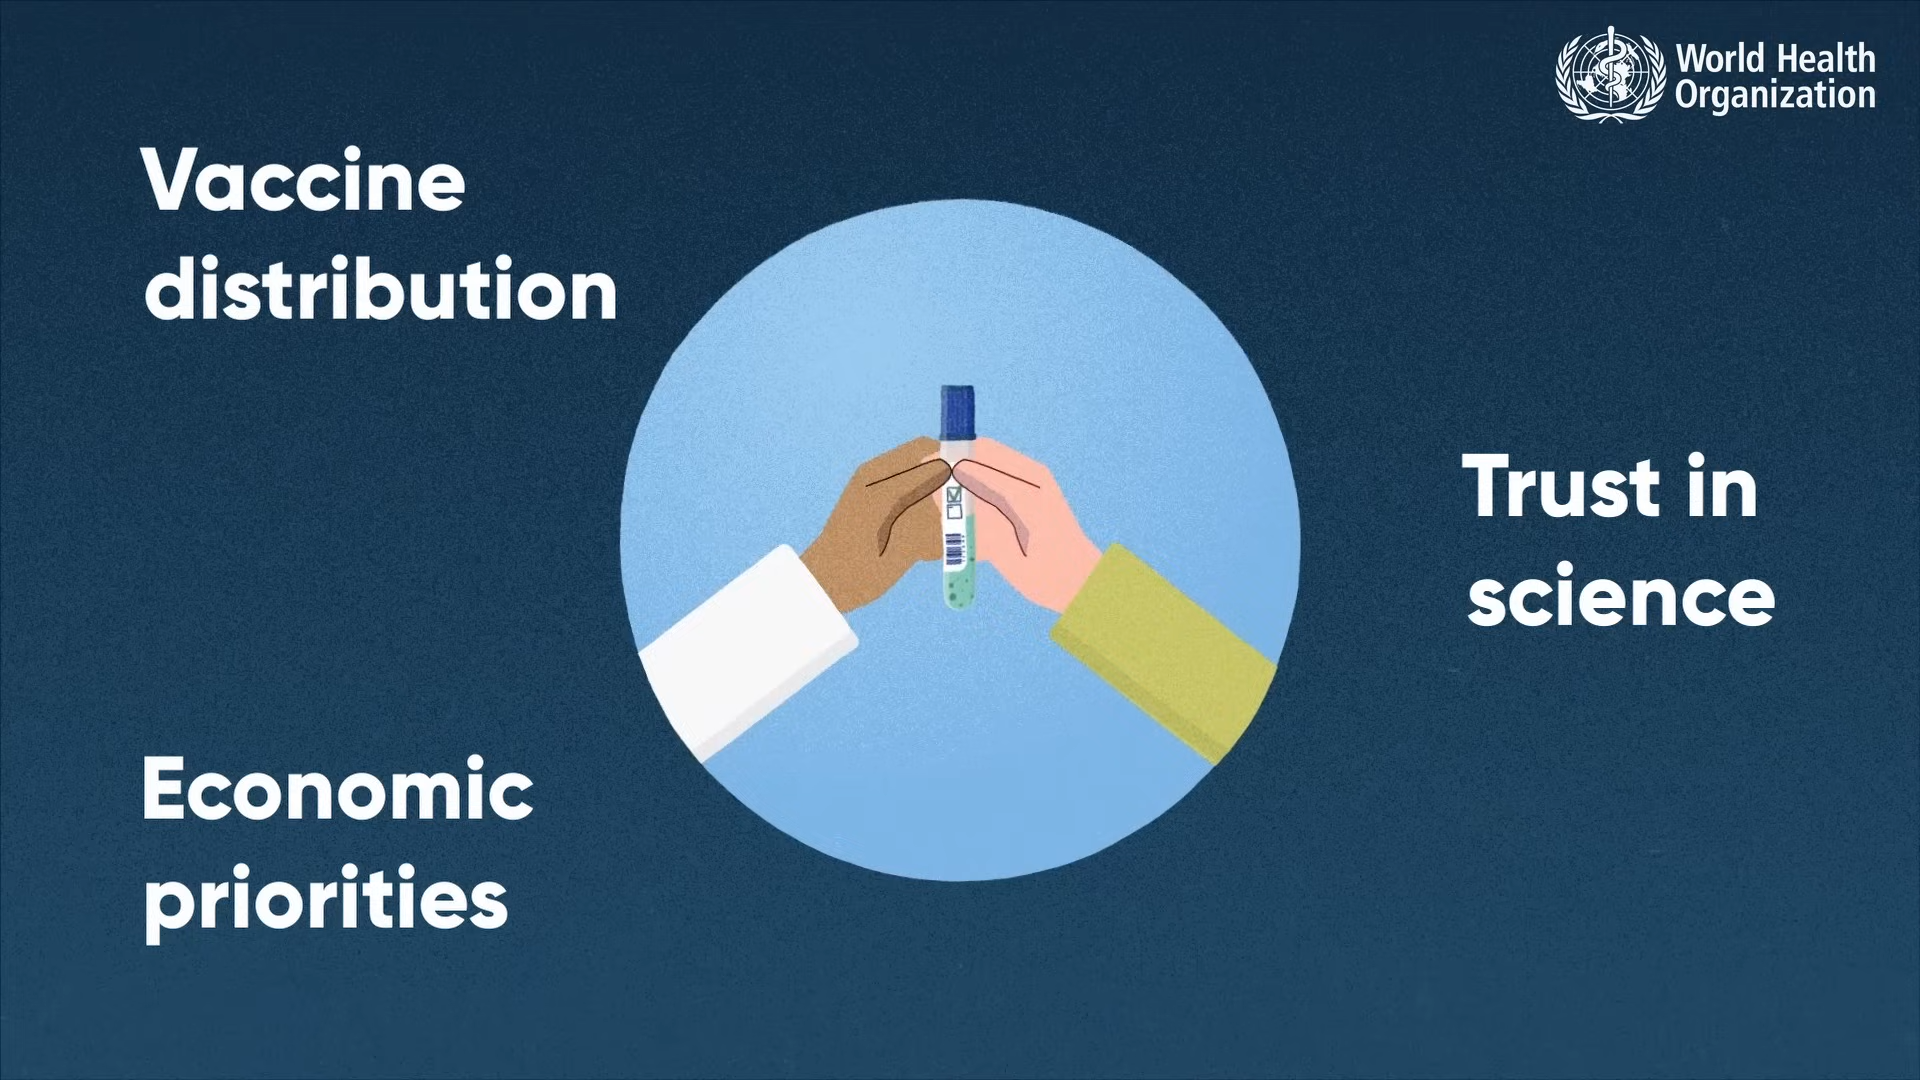 World Health
Organization
Vaccine
distribution
Trust in
science
Economic
priorities